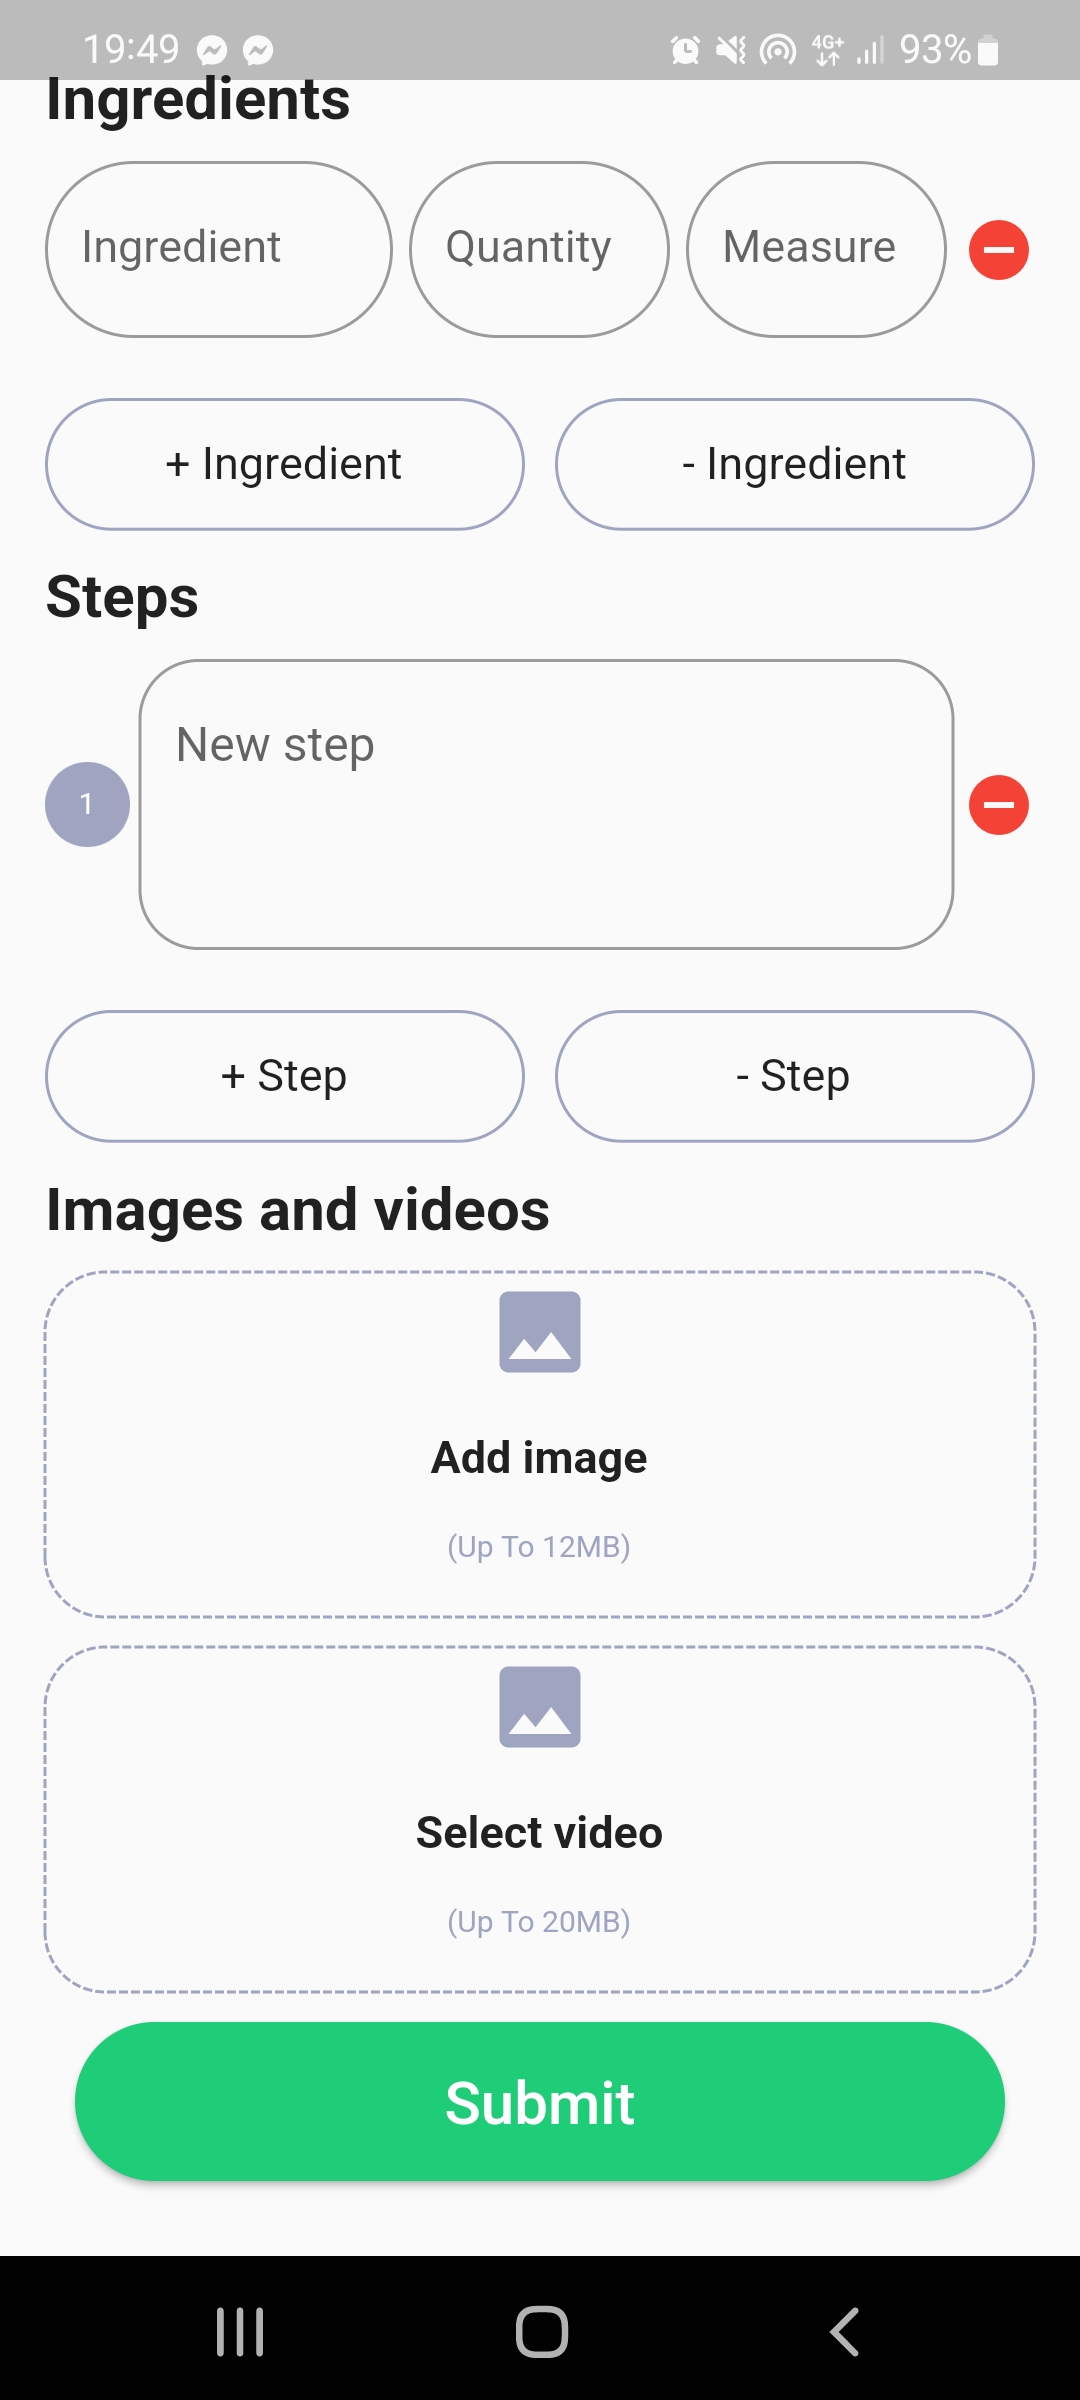 19:49 4G+ 93%
Ingredients
Ingredient Quantity Measure
+ Ingredient - Ingredient
Steps
New step
1
+ Step - Step
Images and videos
Add image
(Up To 12MB)
Select video
(Up To 20MB)
Submit